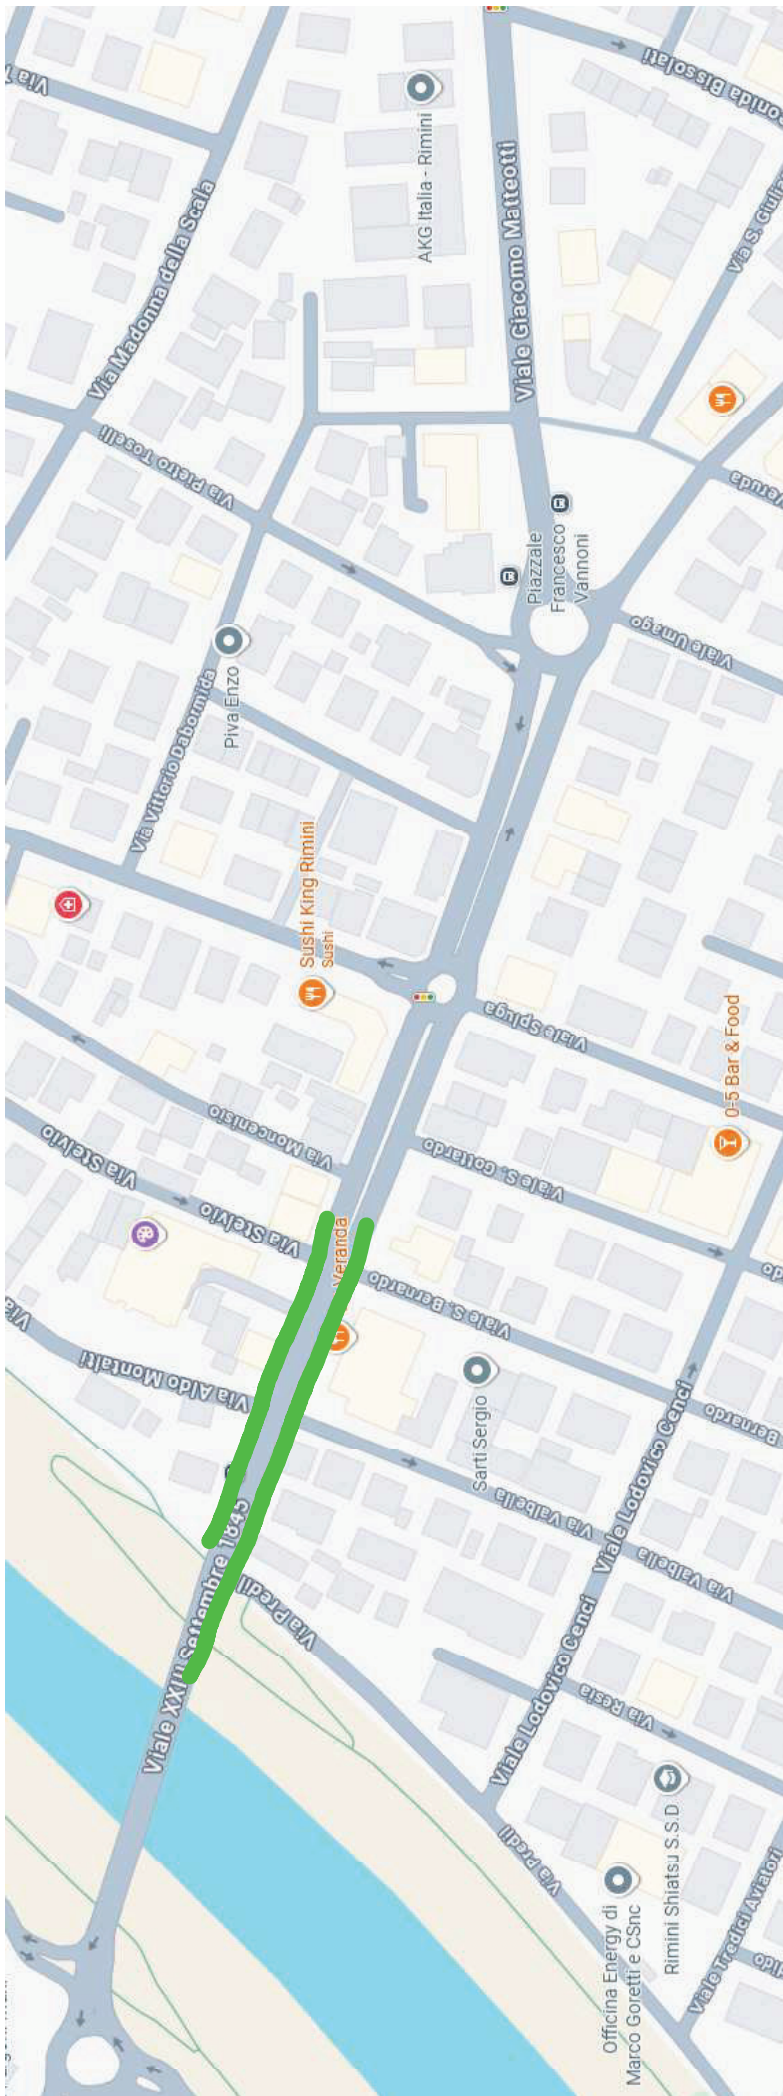 Via Madonna della Scala
AKG Italia - Rimini
Viale Giacomo Matteotti
Via S. Giuli
Via Pietro Toselli
Piazzale
Francesco
Vannoni
Viale Umago
Piva Enzo
Via Vittorio Dabormida
Sushi King Rimini
Sushi
Viale Spluga
0-5 Bar & Food
Via Moncenisio
Via Stelvio
Via Stelvio
Viale S. Gottardo
Veranda
Viale S. Bernardo
Bernardo
Via Aldo Montalti
Sarti Sergio
Viale Lodovico Cenci
Via Valbella
Via Valbella
Viale XXIII Settembre 1845
Via Predil
Viale Lodovico Cenci
Via Resia
Via Predil
Rimini Shiatsu S.S.D
Officina Energy di
Marco Goretti e CSnc
Viale Tredici Aviatori